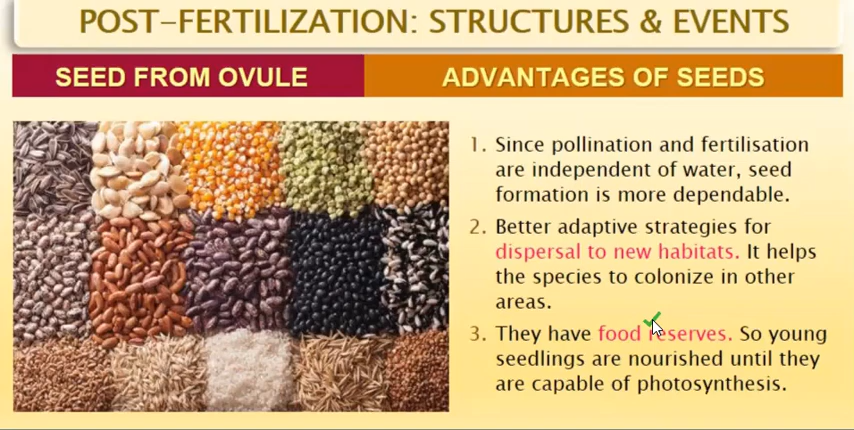 POST-FERTILIZATION: STRUCTURES & EVENTS
SEED FROM OVULE
ADVANTAGES OF SEEDS
1. Since pollination and fertilisation
are independent of water, seed
formation is more dependable.
2. Better adaptive strategies for
dispersal to new habitats. It helps
the species to colonize in other
areas.
3. They have food reserves. So young
seedlings are nourished until they
are capable of photosynthesis.